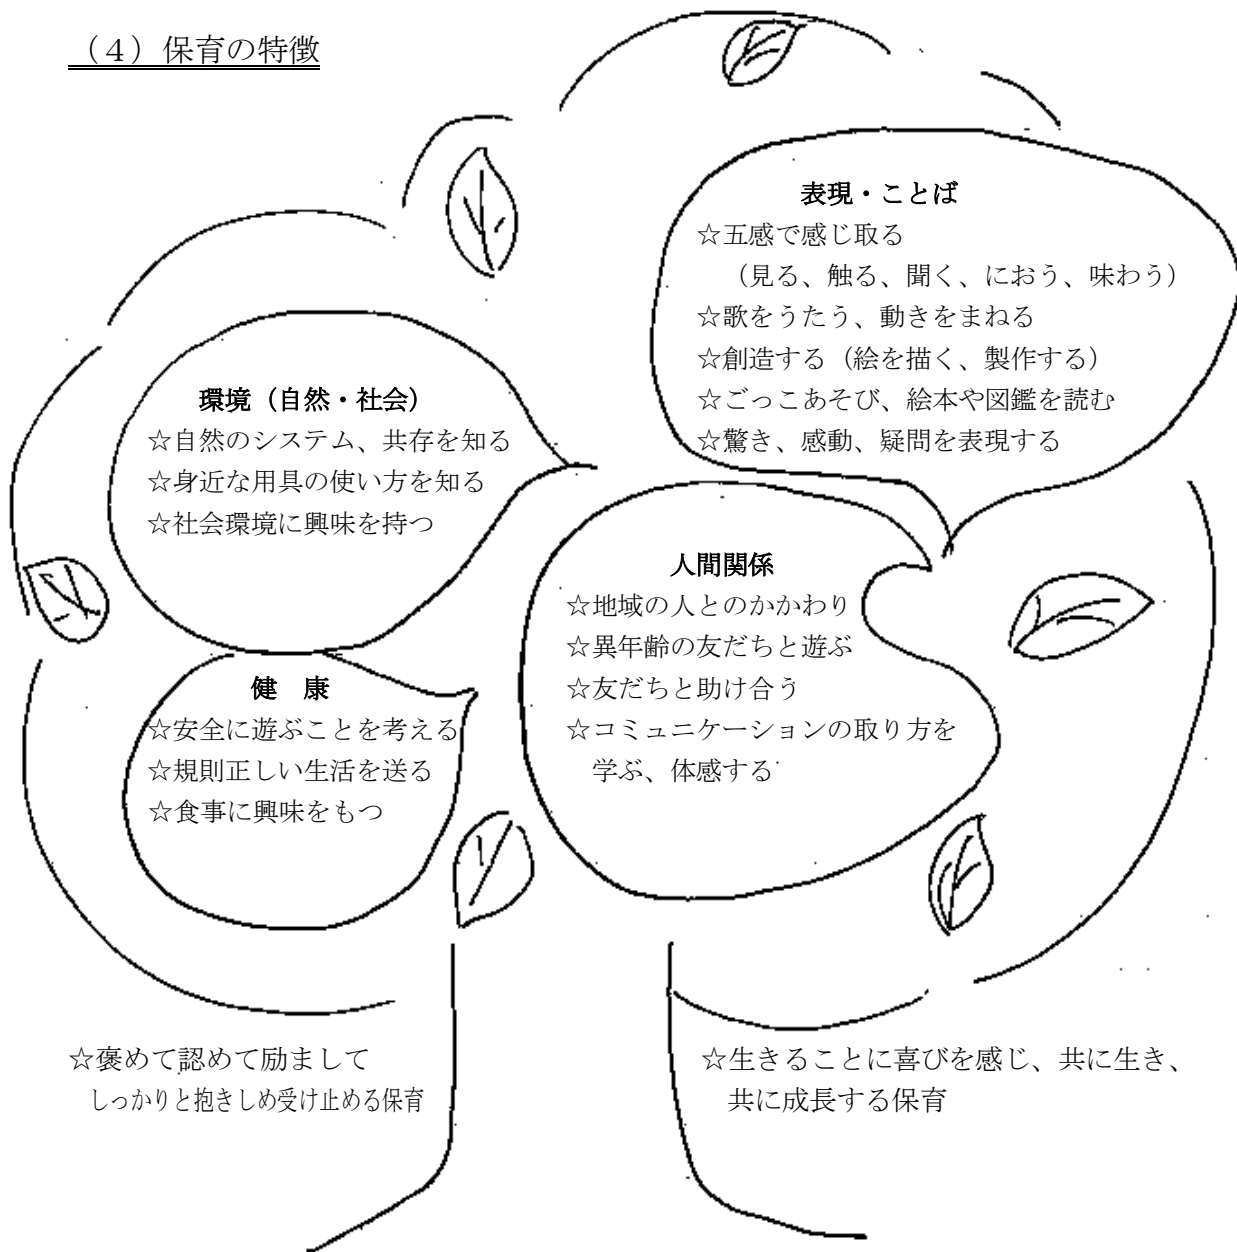 （４）保育の特徴
表現・ことば
☆五感で感じ取る
（見る、触る、聞く、におう、味わう）
☆歌をうたう、動きをまねる
☆創造する（絵を描く、製作する）
☆ごっこあそび、絵本や図鑑を読む
☆驚き、感動、疑問を表現する
環境（自然・社会）
☆自然のシステム、共存を知る
☆身近な用具の使い方を知る
☆社会環境に興味を持つ
人間関係
☆地域の人とのかかわり
☆異年齢の友だちと遊ぶ
☆友だちと助け合う
☆コミュニケーションの取り方を
学ぶ、体感する
健　康
☆安全に遊ぶことを考える
☆規則正しい生活を送る
☆食事に興味をもつ
☆褒めて認めて励まして
しっかりと抱きしめ受け止める保育
☆生きることに喜びを感じ、共に生き、
共に成長する保育